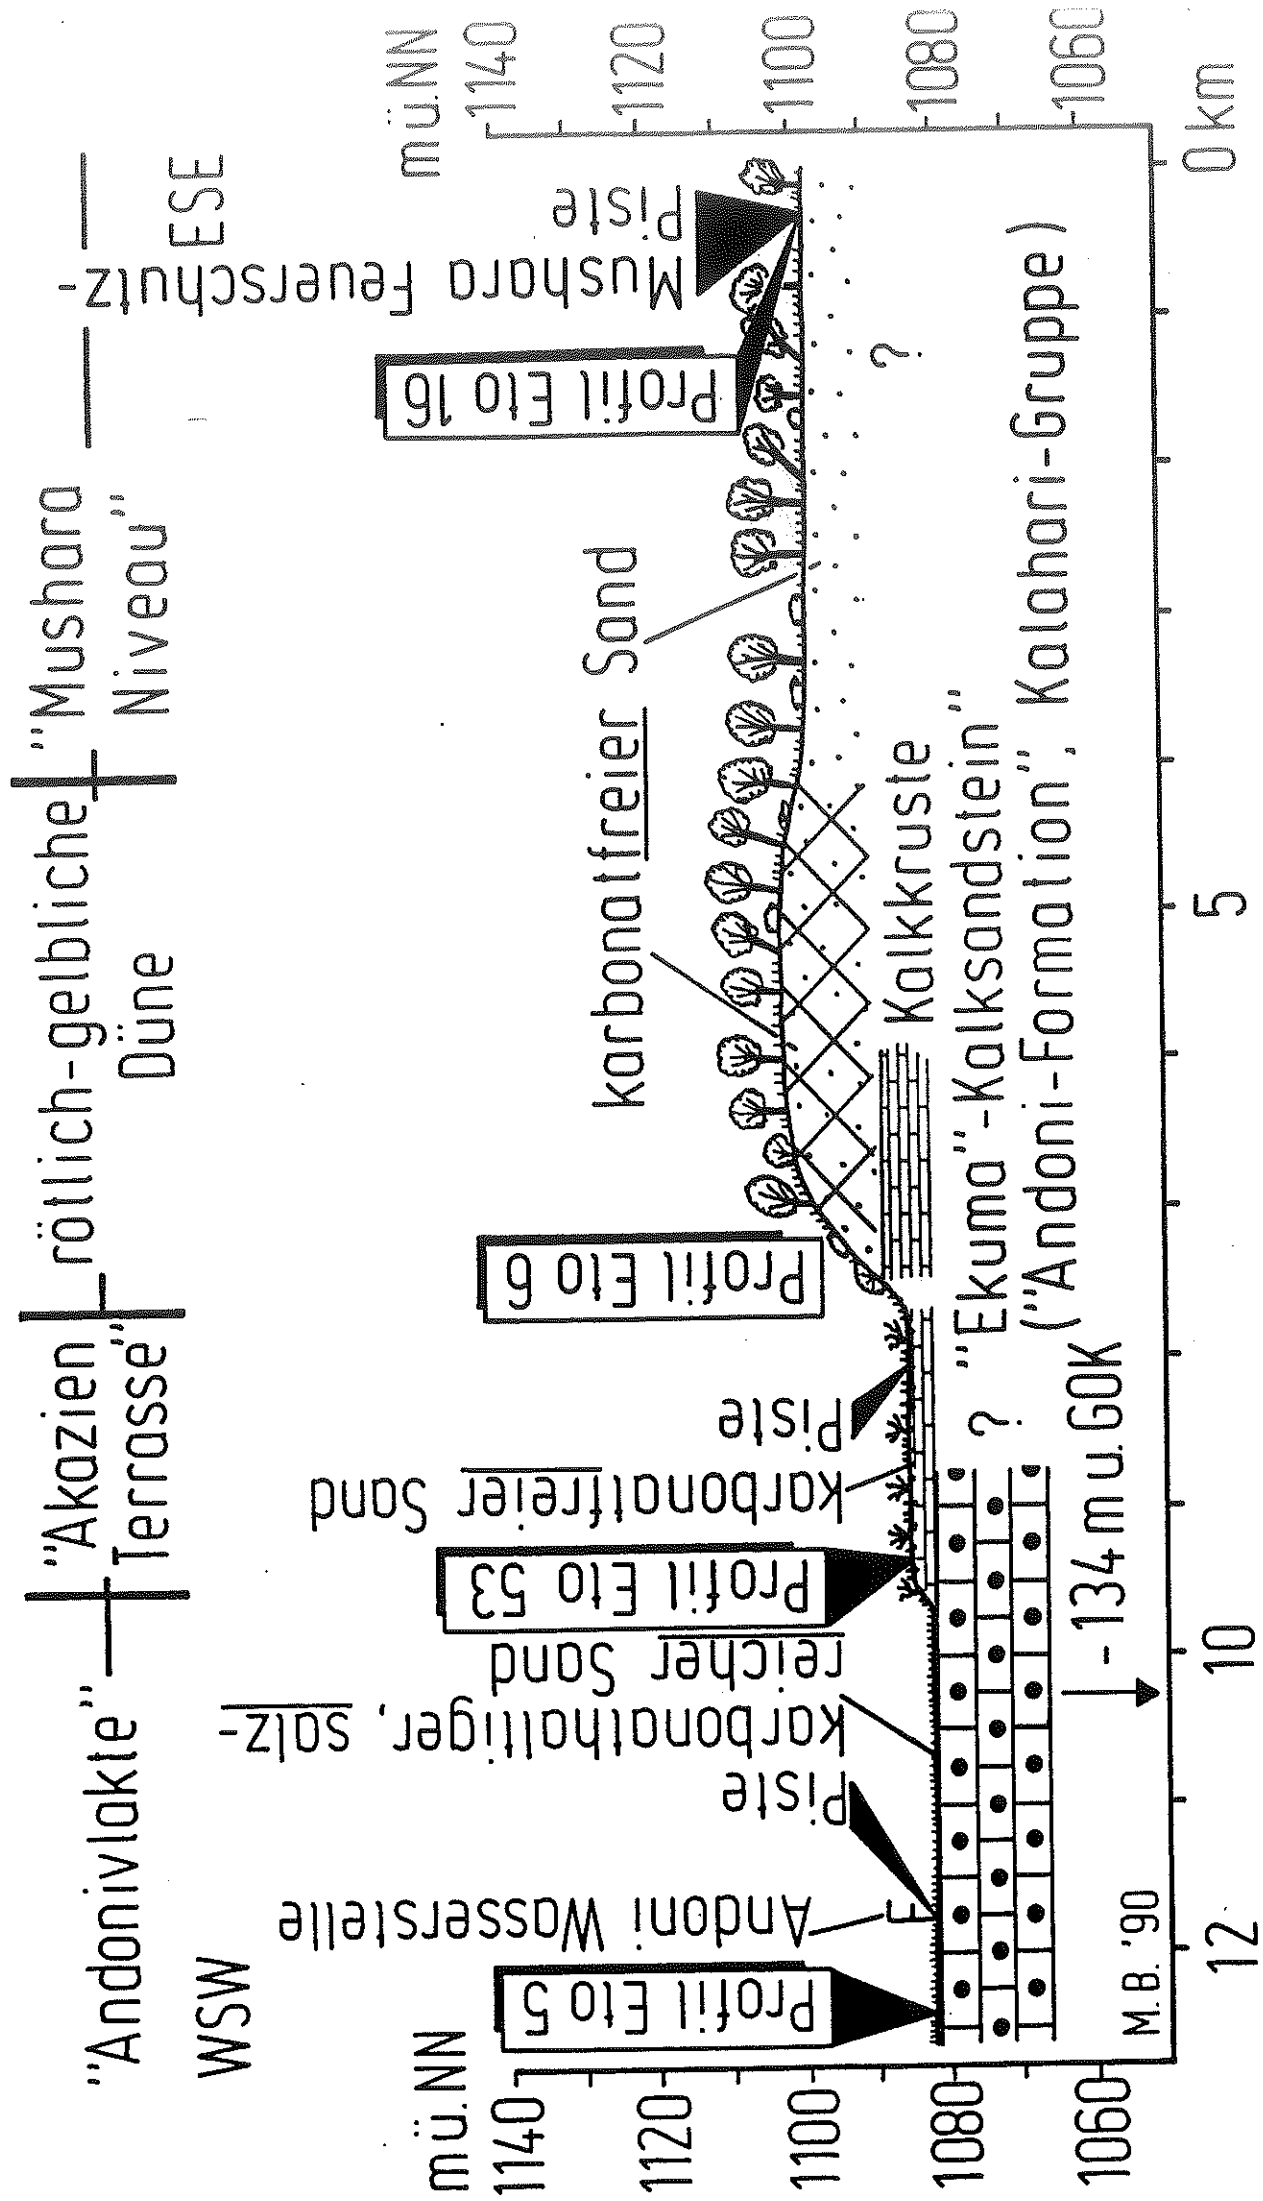 "Andonivlakte"
"Akazien
Terrasse"
rötlich-gelbliche
Düne
"Mushara
Niveau"
WSW
ESE
mü.NN
1140
1120
1100
1080
1060
mü.NN
1140
1120
1100
1080
1060
Profil Eto 5
Andoni Wasserstelle
Piste
karbonathaltiger, salz-
reicher Sand
Profil Eto 53
karbonatfreier Sand
Piste
Profil Eto 6
karbonatfreier Sand
Profil Eto 16
Mushara Feuerschutz-
Piste
Kalkkruste
?
? "Ekuma"-Kalksandstein"
("Andoni-Formation", Kalahari-Gruppe)
-134 m u. GOK
M.B. '90
12
10
5
0 km